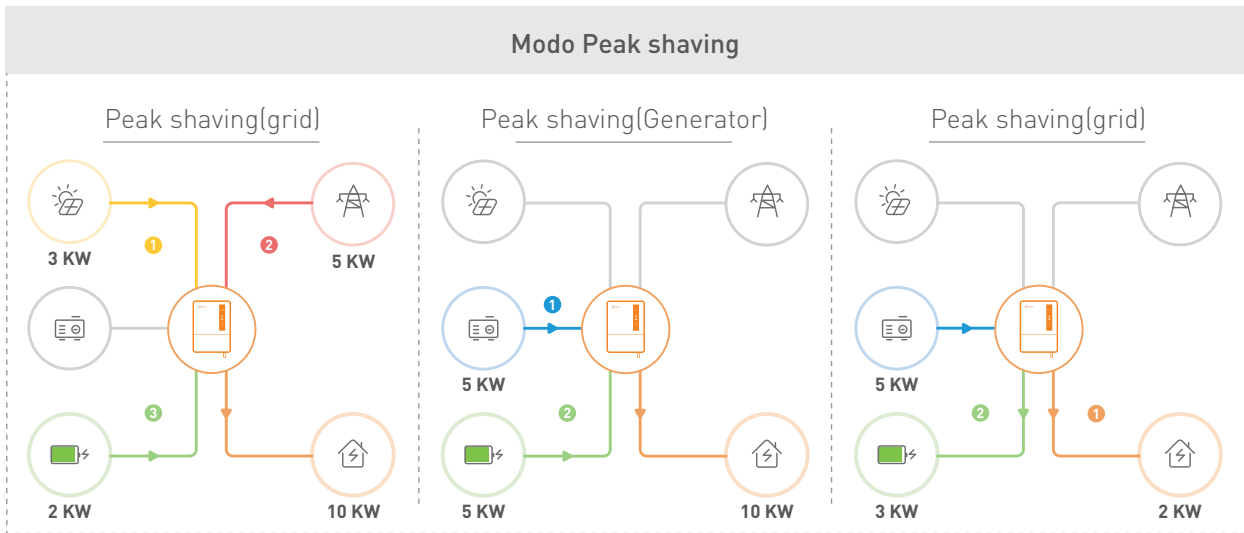 Modo Peak shaving
Peak shaving(grid)
1
2
3 KW
5 KW
3
2 KW
10 KW
Peak shaving(Generator)
1
5 KW
2
5 KW
10 KW
Peak shaving(grid)
5 KW
2
1
3 KW
2 KW